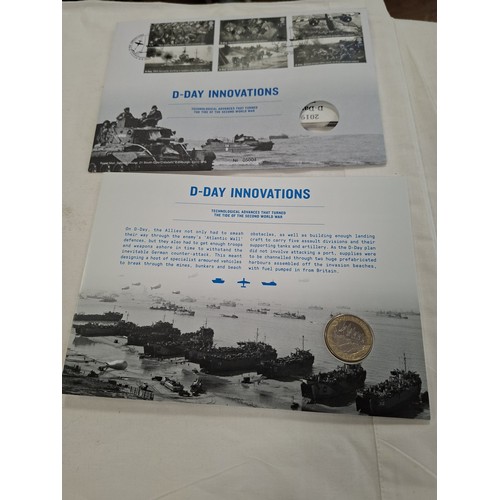 D-DAY INNOVATIONS
TECHNOLOGICAL ADVANCES THAT TURNED
THE TIDE OF THE SECOND WORLD WAR
D-DAY INNOVATIONS
TECHNOLOGICAL ADVANCES THAT TURNED
THE TIDE OF THE SECOND WORLD WAR
On D-Day, the Allies not only had to smash
their way through the enemy's 'Atlantic Wall'
defences, but they also had to get enough troops
and weapons ashore in time to withstand the
inevitable German counter-attack. This meant
designing a host of specialist armoured vehicles
to break through the mines, bunkers and beach
obstacles, as well as building enough landing
craft to carry five assault divisions and their
supporting tanks and artillery. As the D-Day plan
did not involve attacking a port, supplies were
to be channelled through two huge prefabricated
harbours assembled off the invasion beaches,
with fuel pumped in from Britain.